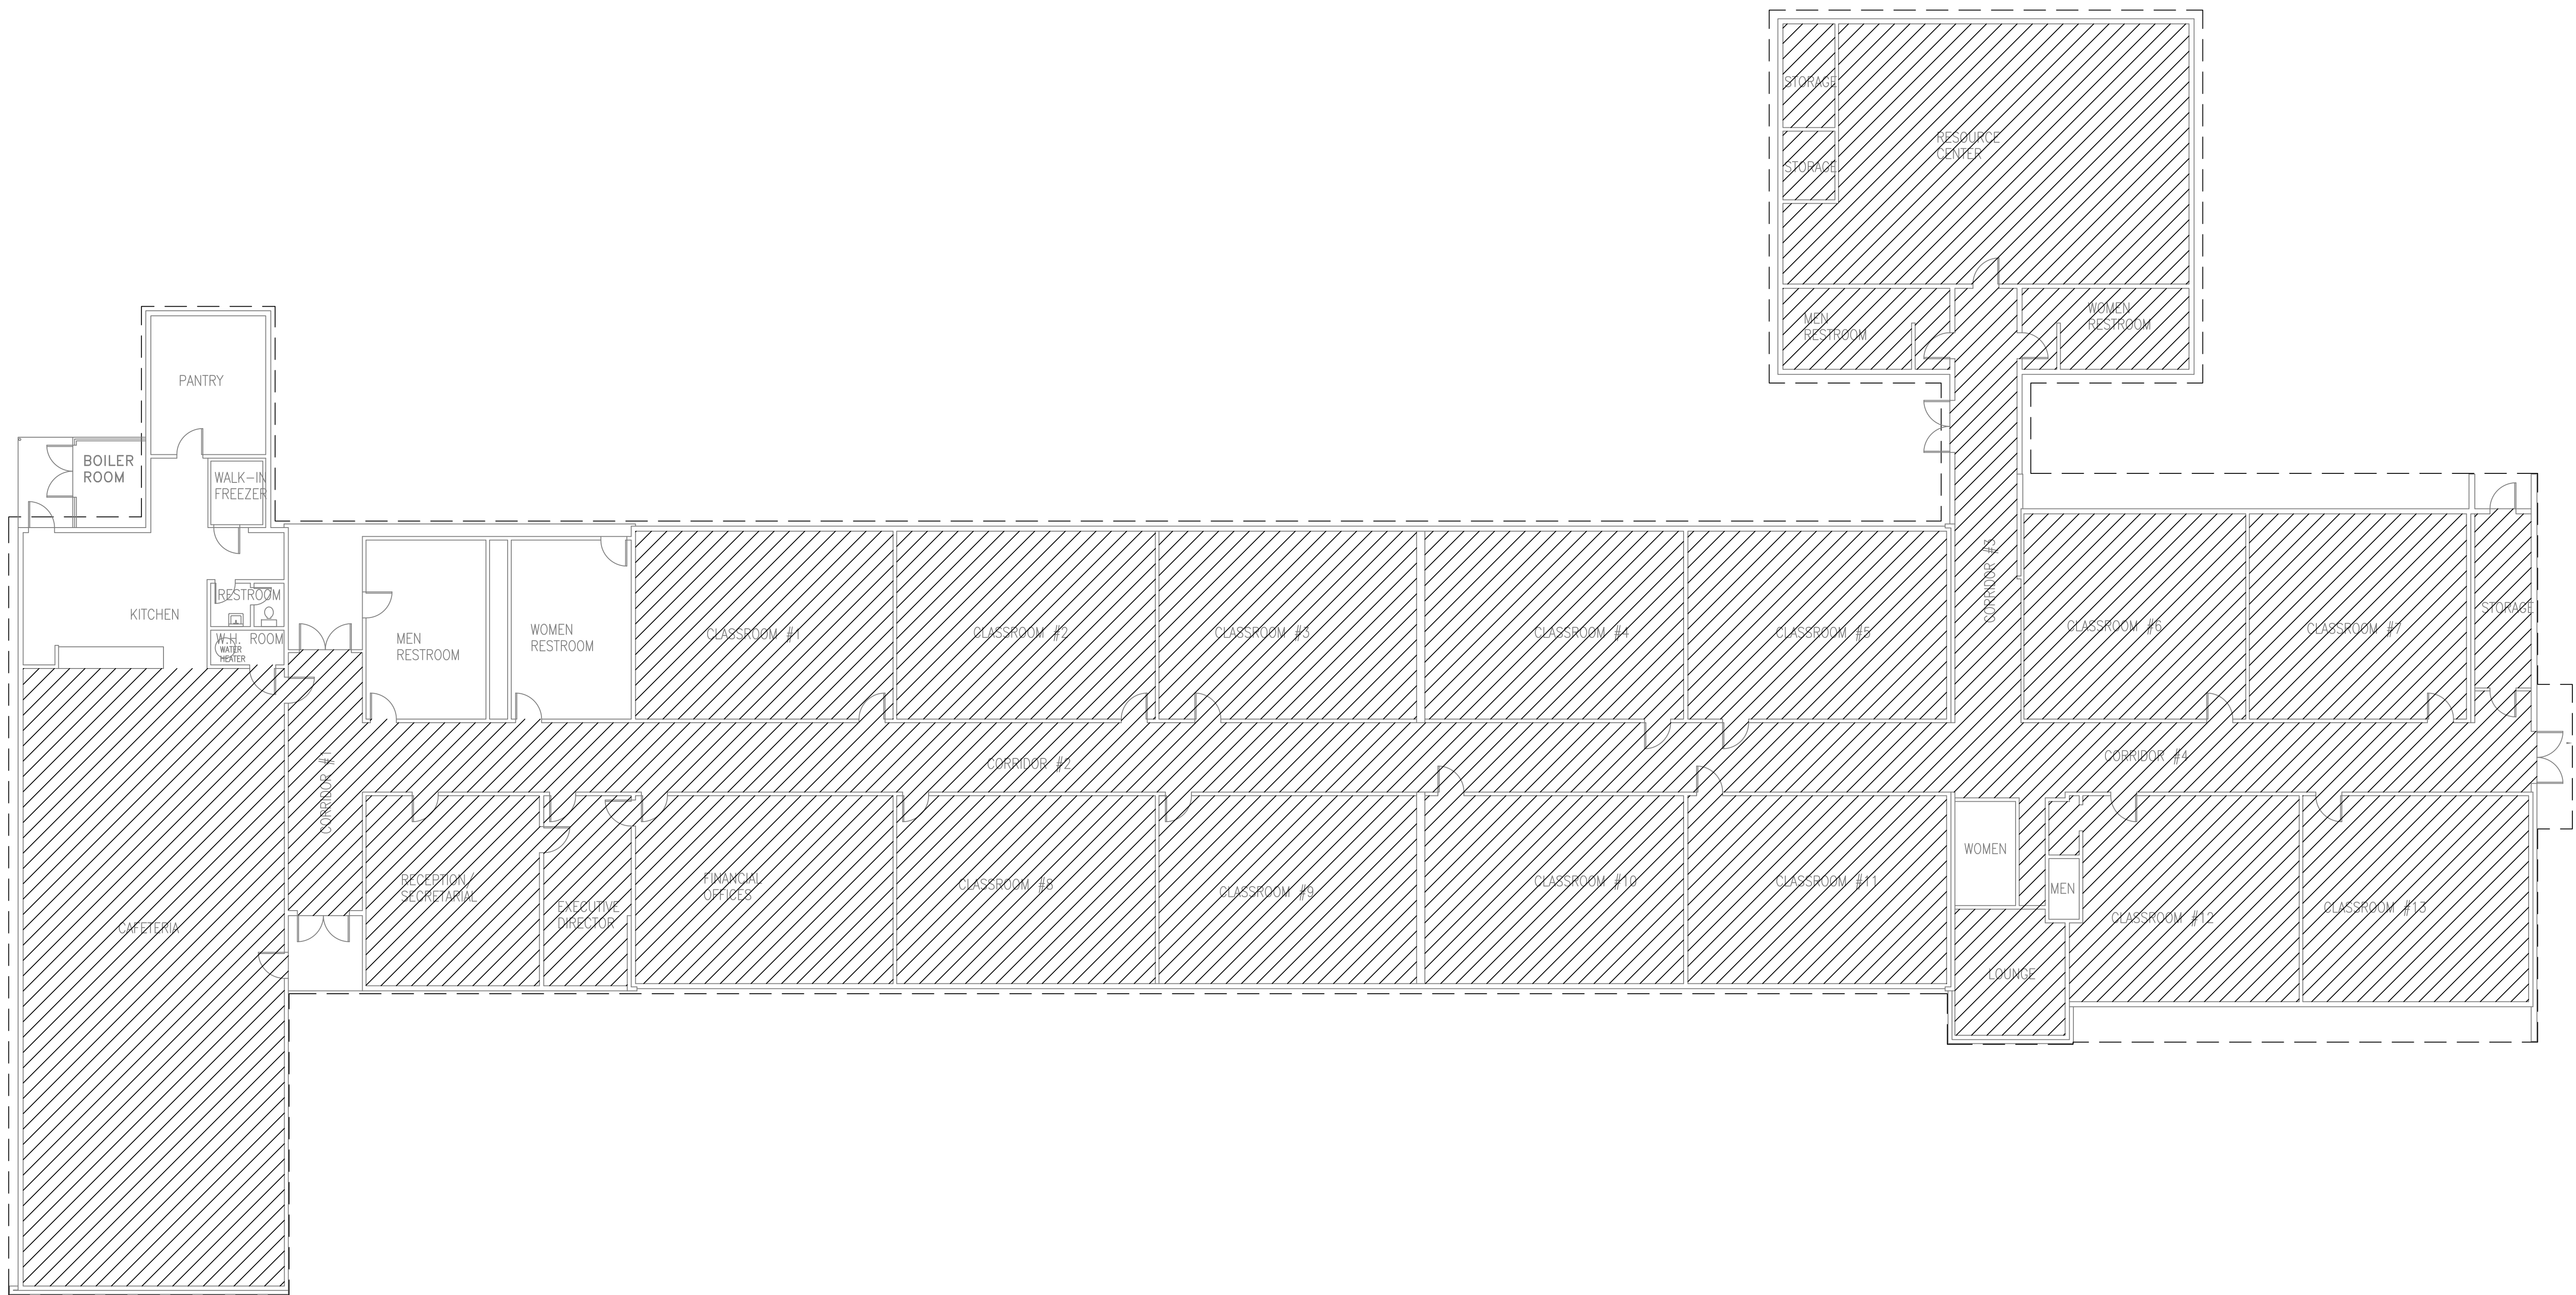 STORAGE
RESOURCE
CENTER
STORAGE
MEN
RESTROOM
WOMEN
RESTROOM
PANTRY
BOILER
ROOM
WALK-IN
FREEZER
KITCHEN
RESTROOM
W.H. ROOM
WATER
HEATER
MEN
RESTROOM
WOMEN
RESTROOM
CLASSROOM #1
CLASSROOM #2
CLASSROOM #3
CLASSROOM #4
CLASSROOM #5
CORRIDOR #3
CLASSROOM #6
CLASSROOM #7
STORAGE
CORRIDOR #1
CORRIDOR #2
CORRIDOR #4
CAFETERIA
RECEPTION/
SECRETARIAL
EXECUTIVE
DIRECTOR
FINANCIAL
OFFICES
CLASSROOM #8
CLASSROOM #9
CLASSROOM #10
CLASSROOM #11
WOMEN
MEN
LOUNGE
CLASSROOM #12
CLASSROOM #13